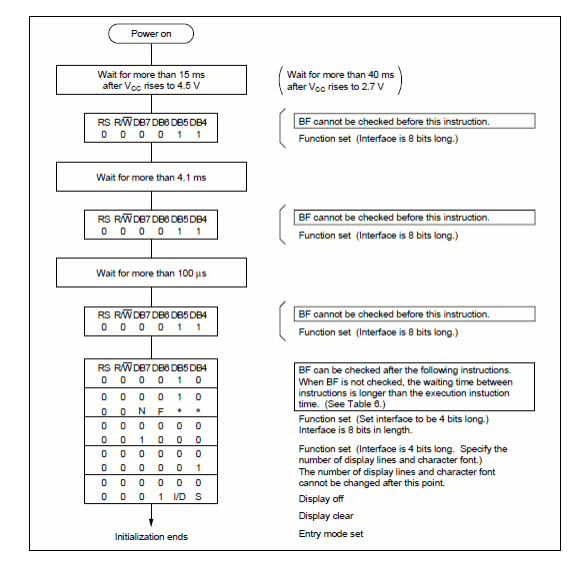 Power on
Wait for more than 15 ms
after VCC rises to 4.5 V
Wait for more than 40 ms
after VCC rises to 2.7 V
RS R/W̅ DB7 DB6 DB5 DB4
0 0 0 0 1 1
BF cannot be checked before this instruction.
Function set (Interface is 8 bits long.)
Wait for more than 4.1 ms
RS R/W̅ DB7 DB6 DB5 DB4
0 0 0 0 1 1
BF cannot be checked before this instruction.
Function set (Interface is 8 bits long.)
Wait for more than 100 µs
RS R/W̅ DB7 DB6 DB5 DB4
0 0 0 0 1 1
BF cannot be checked before this instruction.
Function set (Interface is 8 bits long.)
RS R/W̅ DB7 DB6 DB5 DB4
0 0 0 0 1 0
0 0 0 0 1 0
0 0 N F * *
0 0 0 0 0 0
0 0 1 0 0 0
0 0 0 0 0 0
0 0 0 0 0 1
0 0 0 0 0 0
0 0 0 1 I/D S
BF can be checked after the following instructions.
When BF is not checked, the waiting time between
instructions is longer than the execution instuction
time. (See Table 6.)
Function set (Set interface to be 4 bits long.)
Interface is 8 bits in length.
Function set (Interface is 4 bits long. Specify the
number of display lines and character font.)
The number of display lines and character font
cannot be changed after this point.
Display off
Display clear
Entry mode set
Initialization ends